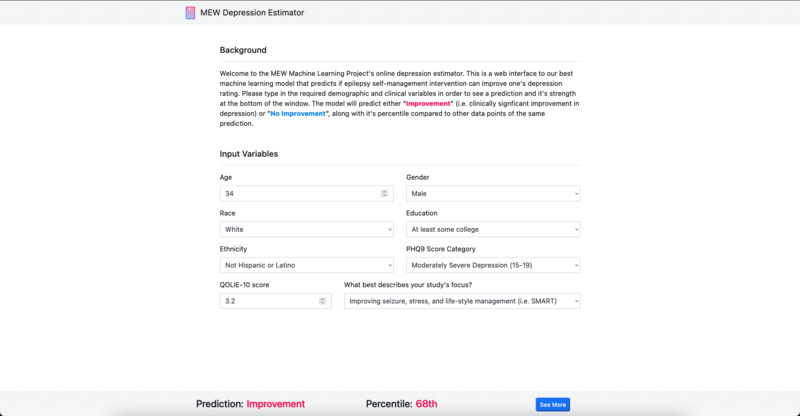 MEW Depression Estimator
Background
Welcome to the MEW Machine Learning Project's online depression estimator. This is a web interface to our best
machine learning model that predicts if epilepsy self-management intervention can improve one's depression
rating. Please type in the required demographic and clinical variables in order to see a prediction and it's strength
at the bottom of the window. The model will predict either "Improvement" (i.e. clinically signficant improvement in
depression) or "No Improvement", along with it's percentile compared to other data points of the same
prediction.
Input Variables
Age
Gender
34
Male
Race
Education
White
At least some college
Ethnicity
PHQ9 Score Category
Not Hispanic or Latino
Moderately Severe Depression (15-19)
QOLIE-10 score
What best describes your study's focus?
3.2
Improving seizure, stress, and life-style management (i.e. SMART)
Prediction: Improvement
Percentile: 68th
See More